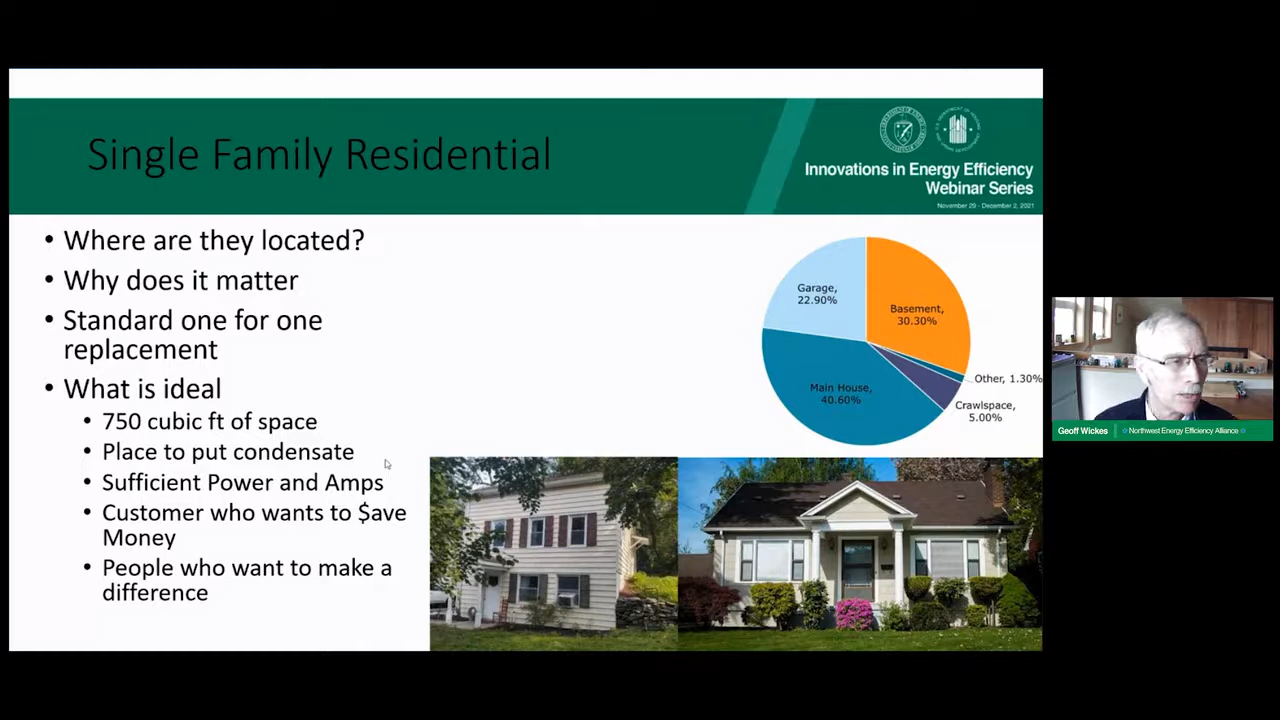 Single Family Residential
Innovations in Energy Efficiency
Webinar Series
November 29 - December 2, 2021
• Where are they located?
• Why does it matter
• Standard one for one
replacement
• What is ideal
• 750 cubic ft of space
• Place to put condensate
• Sufficient Power and Amps
• Customer who wants to $ave
Money
• People who want to make a
difference
Garage,
22.90%
Basement,
30.30%
Other, 1.30%
Main House,
40.60%
Crawlspace,
5.00%
Geoff Wickes
Northwest Energy Efficiency Alliance